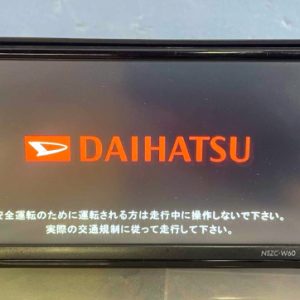 DAIHATSU
安全運転のために運転される方は走行中に操作しないで下さい。
実際の交通規制に従って走行して下さい。
NSZC-W60